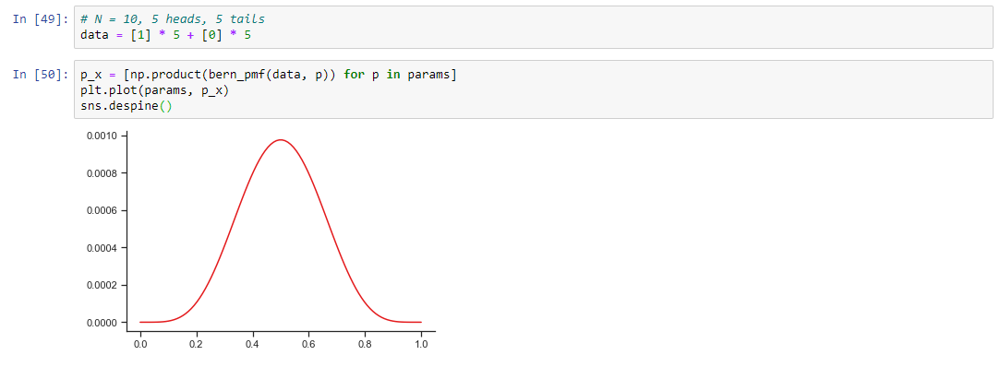 In [49]: # N = 10, 5 heads, 5 tails
data = [1] * 5 + [0] * 5
In [50]: p_x = [np.product(bern_pmf(data, p)) for p in params]
plt.plot(params, p_x)
sns.despine()
0.0010
0.0008
0.0006
0.0004
0.0002
0.0000
0.0 0.2 0.4 0.6 0.8 1.0